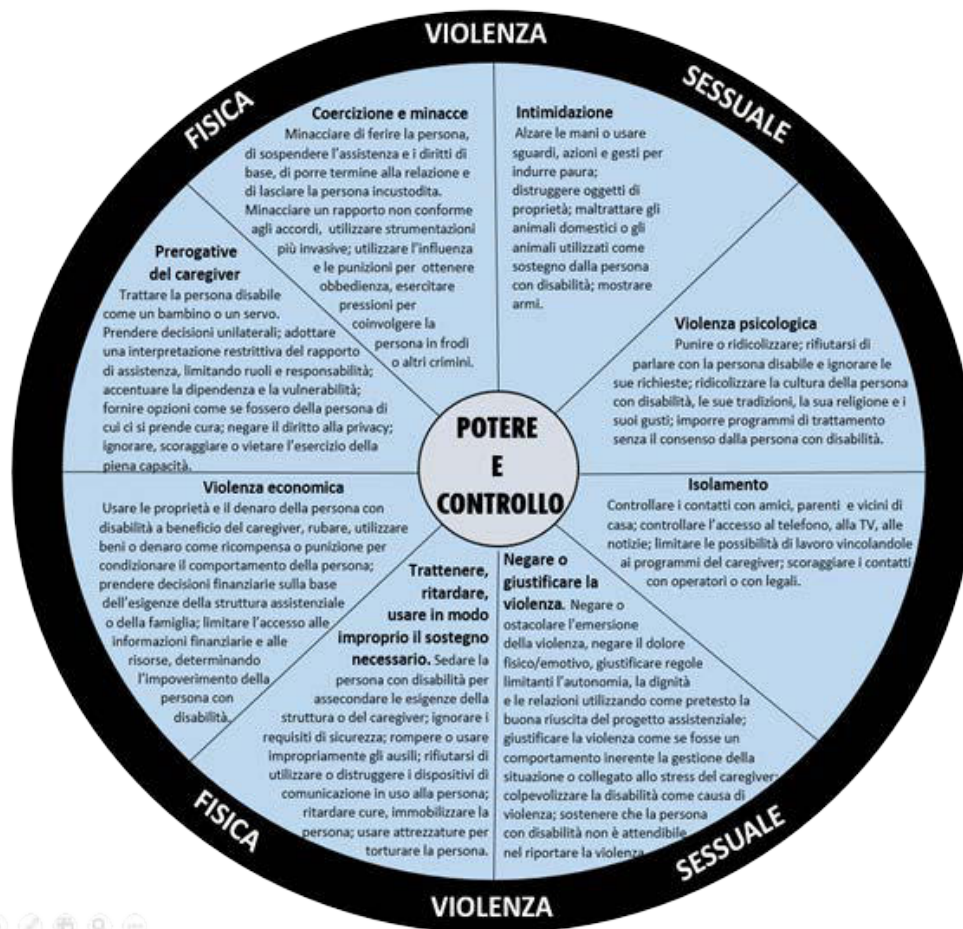 VIOLENZA
FISICA
SESSUALE
Coercizione e minacce
Minacciare di ferire la persona,
di sospendere l'assistenza e i diritti di
base, di porre termine alla relazione e
di lasciare la persona incustodita.
Minacciare un rapporto non conforme
agli accordi, utilizzare strumentazioni
più invasive; utilizzare l'influenza
e le punizioni per ottenere
obbedienza, esercitare
pressioni per
coinvolgere la
persona in frodi
o altri crimini.
Intimidazione
Alzare le mani o usare
sguardi, azioni e gesti per
indurre paura;
distruggere oggetti di
proprietà; maltrattare gli
animali domestici o gli
animali utilizzati come
sostegno dalla persona
con disabilità; mostrare
armi.
Prerogative
del caregiver
Trattare la persona disabile
come un bambino o un servo.
Prendere decisioni unilaterali; adottare
una interpretazione restrittiva del rapporto
di assistenza, limitando ruoli e responsabilità;
accentuare la dipendenza e la vulnerabilità;
fornire opzioni come se fossero della persona di
cui ci si prende cura; negare il diritto alla privacy;
ignorare, scoraggiare o vietare l'esercizio della
piena capacità.
Violenza psicologica
Punire o ridicolizzare; rifiutarsi di
parlare con la persona disabile e ignorare le
sue richieste; ridicolizzare la cultura della persona
con disabilità, le sue tradizioni, la sua religione e i
suoi gusti; imporre programmi di trattamento
senza il consenso dalla persona con disabilità.
POTERE
E
CONTROLLO
Violenza economica
Usare le proprietà e il denaro della persona con
disabilità a beneficio del caregiver, rubare, utilizzare
beni o denaro come ricompensa o punizione per
condizionare il comportamento della persona;
prendere decisioni finanziarie sulla base
dell'esigenze della struttura assistenziale
o della famiglia; limitare l'accesso alle
informazioni finanziarie e alle
risorse, determinando
l'impoverimento della
persona con
disabilità.
Isolamento
Controllare i contatti con amici, parenti e vicini di
casa; controllare l'accesso al telefono, alla TV, alle
notizie; limitare le possibilità di lavoro vincolandole
ai programmi del caregiver; scoraggiare i contatti
con operatori o con legali.
Trattenere,
ritardare,
usare in modo
improprio il sostegno
necessario. Sedare la
persona con disabilità per
assecondare le esigenze della
struttura o del caregiver; ignorare i
requisiti di sicurezza; rompere o usare
impropriamente gli ausili; rifiutarsi di
utilizzare o distruggere i dispositivi di
comunicazione in uso alla persona;
ritardare cure, immobilizzare la
persona; usare attrezzature per
torturare la persona.
Negare o
giustificare la
violenza. Negare o
ostacolare l'emersione
della violenza, negare il dolore
fisico/emotivo, giustificare regole
limitanti l'autonomia, la dignità
e le relazioni utilizzando come pretesto la
buona riuscita del progetto assistenziale;
giustificare la violenza come se fosse un
comportamento inerente la gestione della
situazione o collegato allo stress del caregiver;
colpevolizzare la disabilità come causa di
violenza; sostenere che la persona
con disabilità non è attendibile
nel riportare la violenza
FISICA
SESSUALE
VIOLENZA